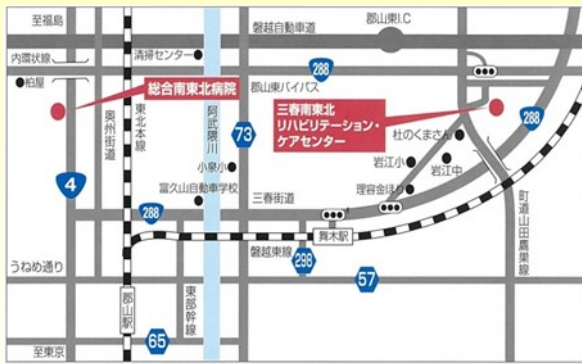 至福島
磐越自動車道
郡山東I.C
内環状線
清掃センター
288
柏屋
総合南東北病院
郡山東バイパス
三春南東北
リハビリテーション・
ケアセンター
奥州街道
東北本線
阿武隈川
73
杜のくまさん
岩江小
岩江中
小泉小
4
富久山自動車学校
理容金ぼり
三春街道
288
288
舞木駅
町道山田鷹巣線
磐越東線
298
うねめ通り
57
郡山駅
東部幹線
至東京
65